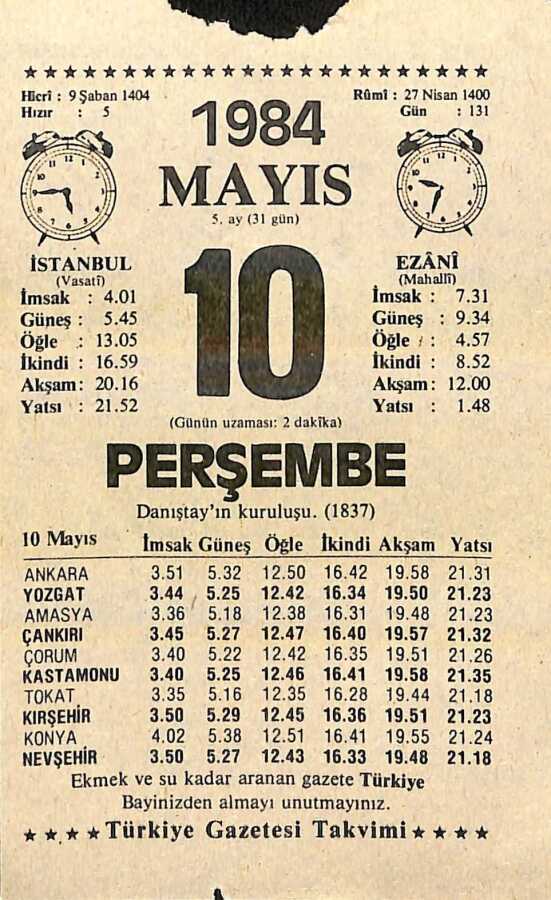 Hicrî : 9 Şaban 1404
Hızır : 5
1984
Rûmî : 27 Nisan 1400
Gün : 131
MAYIS
5. ay (31 gün)
10
İSTANBUL
(Vasatî)
İmsak : 4.01
Güneş : 5.45
Öğle : 13.05
İkindi : 16.59
Akşam: 20.16
Yatsı : 21.52
EZÂNÎ
(Mahallî)
İmsak : 7.31
Güneş : 9.34
Öğle : 4.57
İkindi : 8.52
Akşam: 12.00
Yatsı : 1.48
(Günün uzaması: 2 dakîka)
PERŞEMBE
Danıştay'ın kuruluşu. (1837)
10 Mayıs İmsak Güneş Öğle İkindi Akşam Yatsı
ANKARA 3.51 5.32 12.50 16.42 19.58 21.31
YOZGAT 3.44 5.25 12.42 16.34 19.50 21.23
AMASYA 3.36 5.18 12.38 16.31 19.48 21.23
ÇANKIRI 3.45 5.27 12.47 16.40 19.57 21.32
ÇORUM 3.40 5.22 12.42 16.35 19.51 21.26
KASTAMONU 3.40 5.25 12.46 16.41 19.58 21.35
TOKAT 3.35 5.16 12.35 16.28 19.44 21.18
KIRŞEHİR 3.50 5.29 12.45 16.36 19.51 21.23
KONYA 4.02 5.38 12.51 16.41 19.55 21.24
NEVŞEHİR 3.50 5.27 12.43 16.33 19.48 21.18
Ekmek ve su kadar aranan gazete Türkiye
Bayinizden almayı unutmayınız.
Türkiye Gazetesi Takvimi